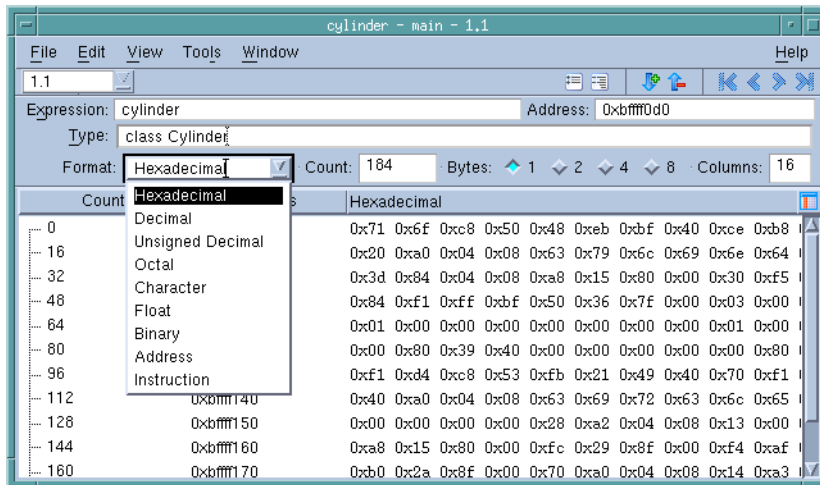 cylinder - main - 1.1
File Edit View Tools Window Help
1.1
Expression: cylinder Address: 0xbffff0d0
Type: class Cylinder
Format: Hexadecimal Count: 184 Bytes: 1 2 4 8 Columns: 16
Count s Hexadecimal
Hexadecimal
Decimal
Unsigned Decimal
Octal
Character
Float
Binary
Address
Instruction
0 0x71 0x6f 0xc8 0x50 0x48 0xeb 0xbf 0x40 0xce 0xb8
16 0x20 0xa0 0x04 0x08 0x63 0x79 0x6c 0x69 0x6e 0x64
32 0x3d 0x84 0x04 0x08 0xa8 0x15 0x80 0x00 0x30 0xf5
48 0x84 0xf1 0xff 0xbf 0x50 0x36 0x7f 0x00 0x03 0x00
64 0x01 0x00 0x00 0x00 0x00 0x00 0x00 0x00 0x01 0x00
80 0x00 0x80 0x39 0x40 0x00 0x00 0x00 0x00 0x00 0x80
96 0xf1 0xd4 0xc8 0x53 0xfb 0x21 0x49 0x40 0x70 0xf1
112 0xbffff140 0x40 0xa0 0x04 0x08 0x63 0x69 0x72 0x63 0x6c 0x65
128 0xbffff150 0x00 0x00 0x00 0x00 0x28 0xa2 0x04 0x08 0x13 0x00
144 0xbffff160 0xa8 0x15 0x80 0x00 0xfc 0x29 0x8f 0x00 0xf4 0xaf
160 0xbffff170 0xb0 0x2a 0x8f 0x00 0x70 0xa0 0x04 0x08 0x14 0xa3